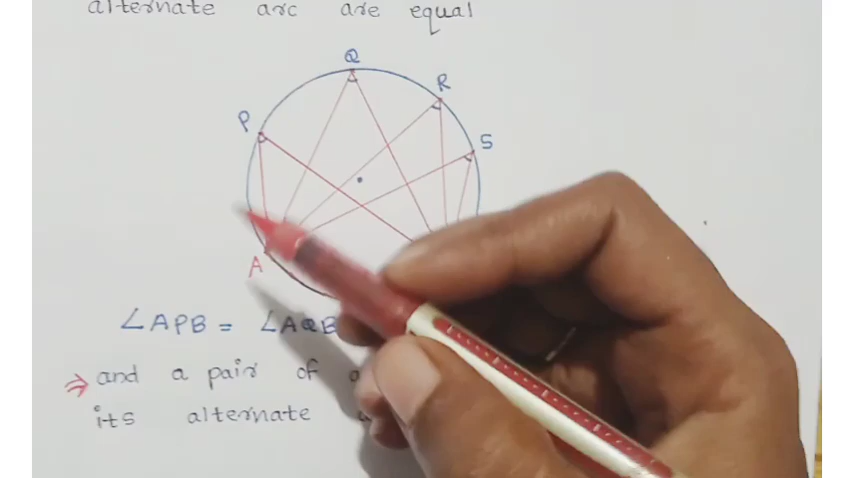 alternate arc are equal
Q
R
P
S
A
∠APB = ∠AQB
⇒ and a pair of
its alternate